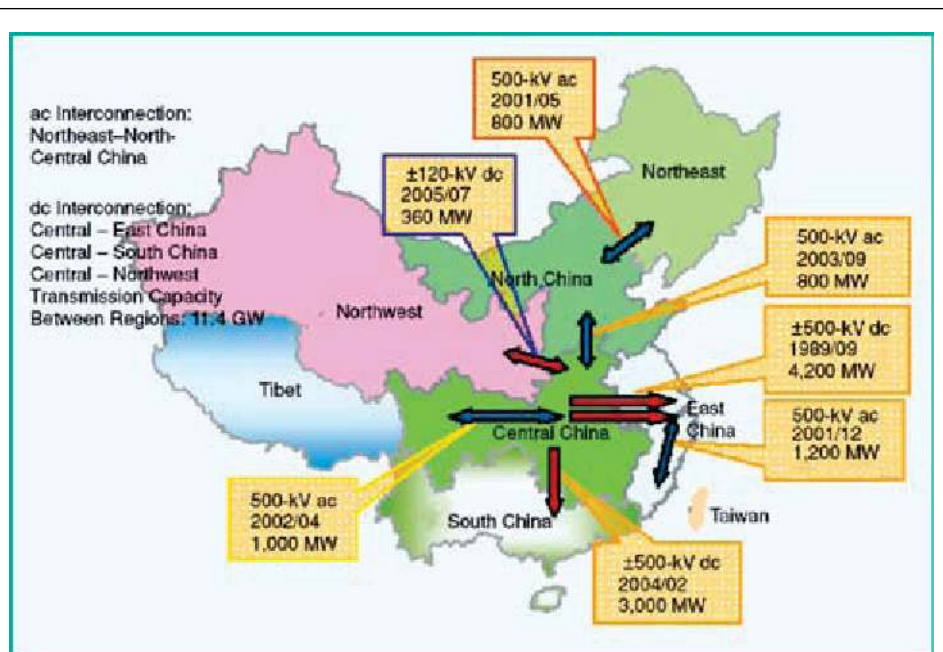 ac Interconnection:
Northeast–North-
Central China
dc Interconnection:
Central – East China
Central – South China
Central – Northwest
Transmission Capacity
Between Regions: 11.4 GW
500-kV ac
2001/05
800 MW
±120-kV dc
2005/07
360 MW
Northeast
500-kV ac
2003/09
800 MW
North China
Northwest
±500-kV dc
1989/09
4,200 MW
Tibet
East
China
Central China
500-kV ac
2001/12
1,200 MW
500-kV ac
2002/04
1,000 MW
South China
Taiwan
±500-kV dc
2004/02
3,000 MW